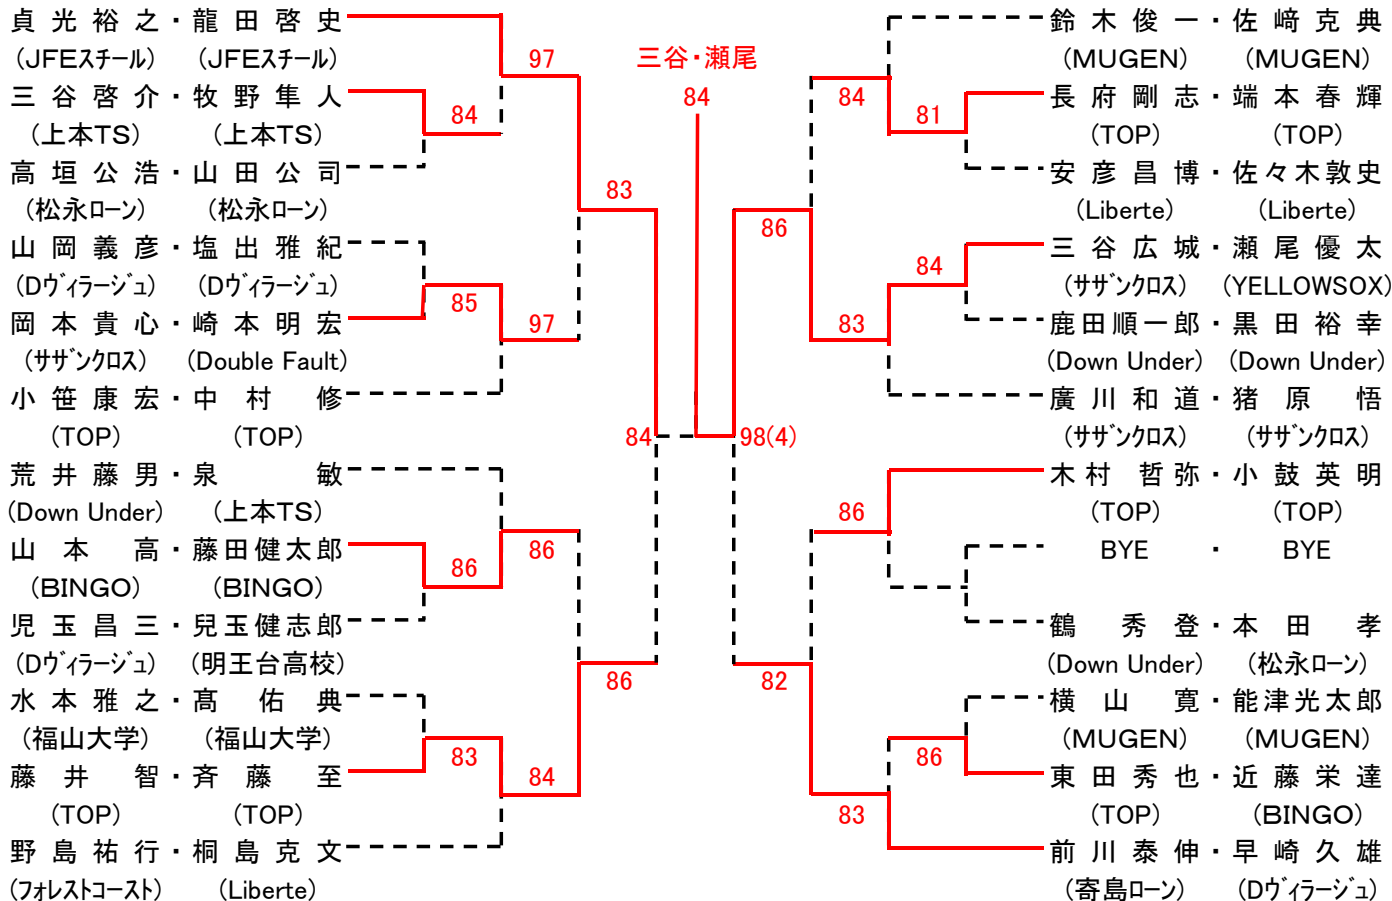 貞光裕之・龍田啓史
(JFEスチール) (JFEスチール)
三谷啓介・牧野隼人
(上本TS) (上本TS)
高垣公浩・山田公司
(松永ローン) (松永ローン)
山岡義彦・塩出雅紀
(Dヴィラージュ) (Dヴィラージュ)
岡本貴心・崎本明宏
(サザンクロス) (Double Fault)
小笹康宏・中村修
(TOP) (TOP)
荒井藤男・泉敏
(Down Under) (上本TS)
山本高・藤田健太郎
(BINGO) (BINGO)
児玉昌三・兒玉健志郎
(Dヴィラージュ) (明王台高校)
水本雅之・髙佑典
(福山大学) (福山大学)
藤井智・斉藤至
(TOP) (TOP)
野島祐行・桐島克文
(フォレストコースト) (Liberte)
84
85
86
83
97
97
86
84
83
86
84
三谷・瀬尾
84
98(4)
86
82
84
83
86
83
81
84
86
鈴木俊一・佐﨑克典
(MUGEN) (MUGEN)
長府剛志・端本春輝
(TOP) (TOP)
安彦昌博・佐々木敦史
(Liberte) (Liberte)
三谷広城・瀬尾優太
(サザンクロス) (YELLOWSOX)
鹿田順一郎・黒田裕幸
(Down Under) (Down Under)
廣川和道・猪原悟
(サザンクロス) (サザンクロス)
木村哲弥・小鼓英明
(TOP) (TOP)
BYE・BYE
鶴秀登・本田孝
(Down Under) (松永ローン)
横山寛・能津光太郎
(MUGEN) (MUGEN)
東田秀也・近藤栄達
(TOP) (BINGO)
前川泰伸・早崎久雄
(寄島ローン) (Dヴィラージュ)